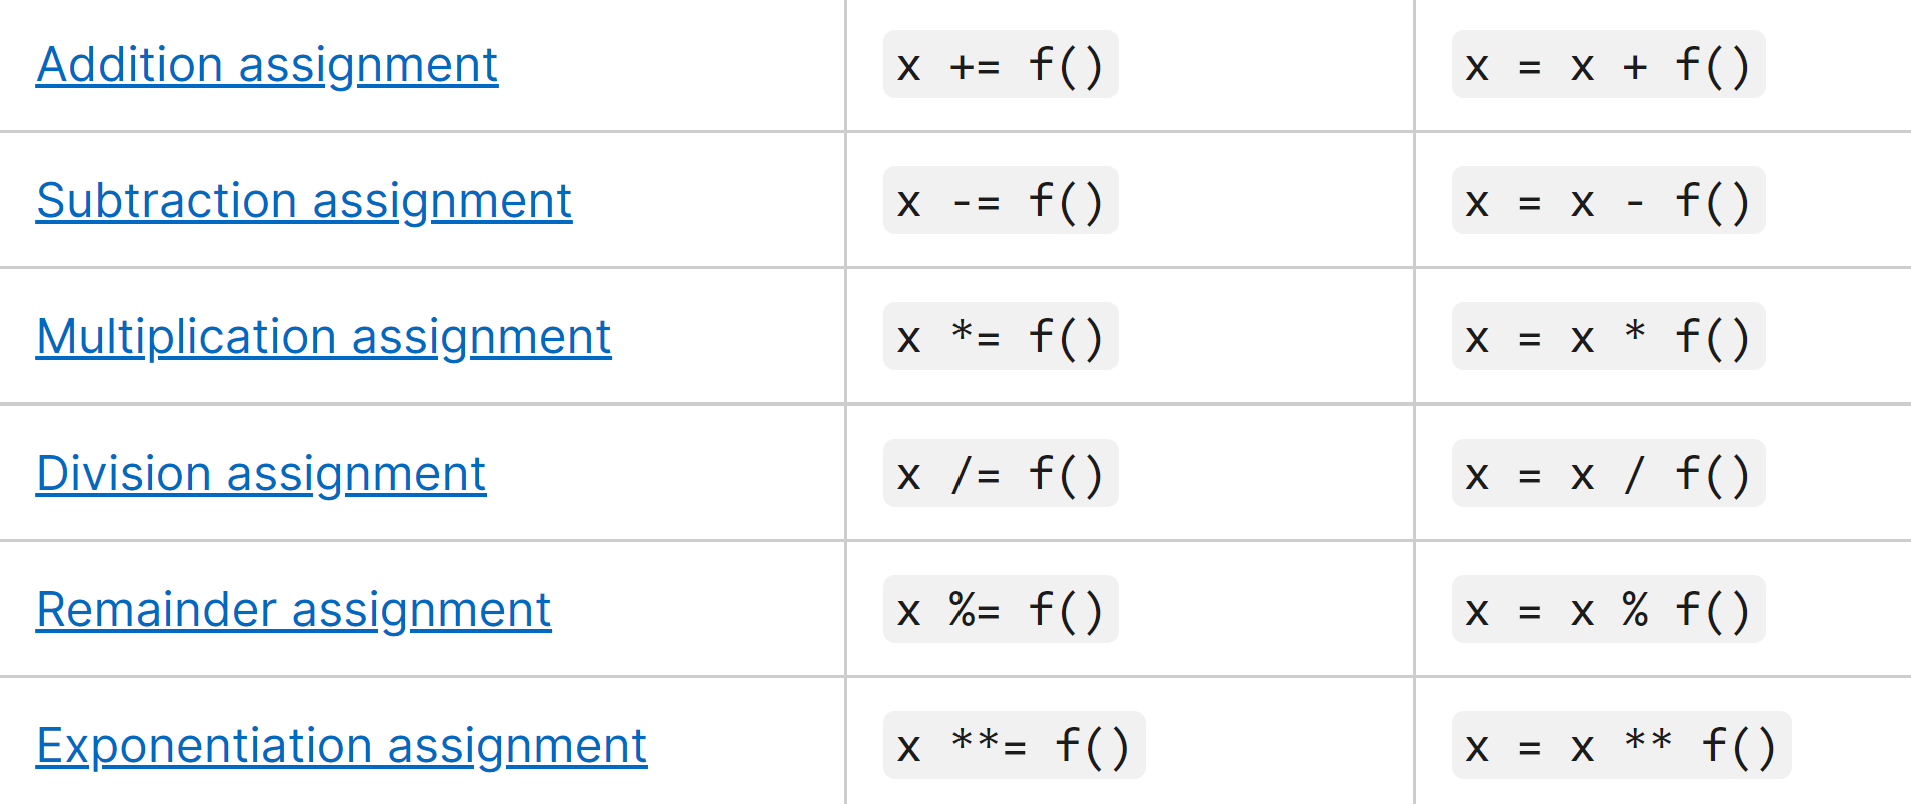 Addition assignment x += f() x = x + f()
Subtraction assignment x -= f() x = x - f()
Multiplication assignment x *= f() x = x * f()
Division assignment x /= f() x = x / f()
Remainder assignment x %= f() x = x % f()
Exponentiation assignment x **= f() x = x ** f()